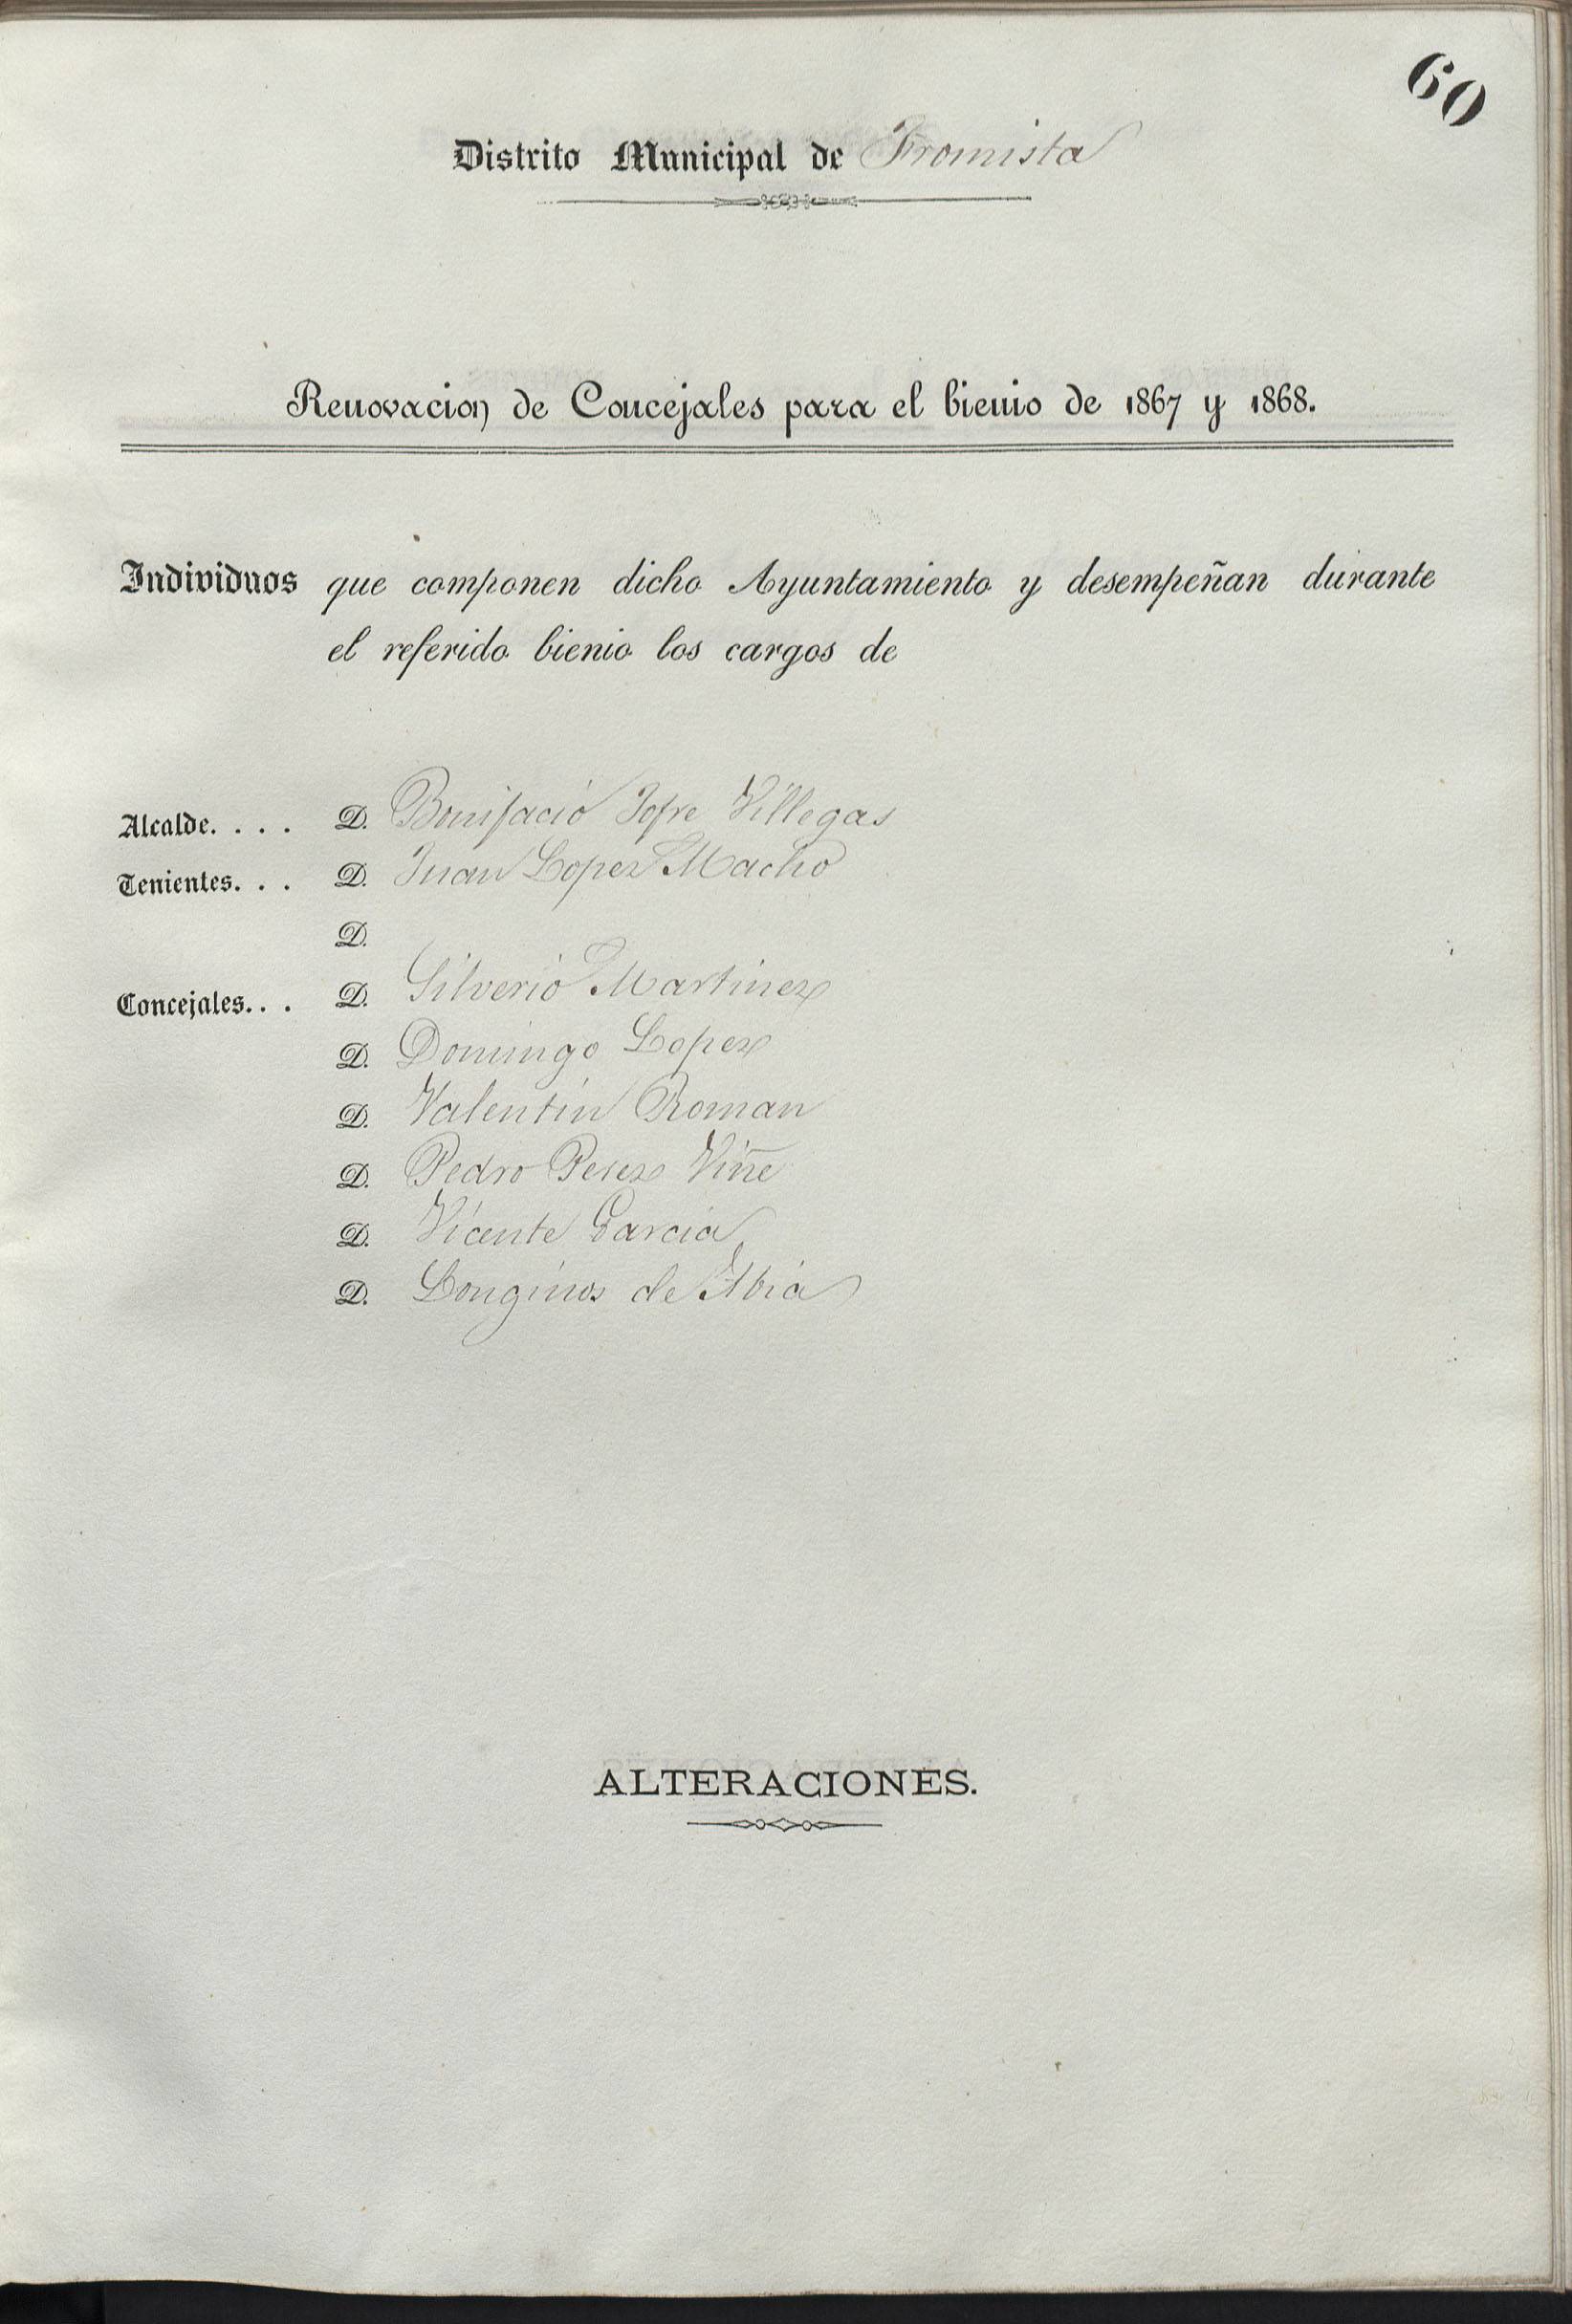 60
Distrito Municipal de Fromista
Renovacion de Concejales para el bienio de 1867 y 1868.
Individuos que componen dicho Ayuntamiento y desempeñan durante
el referido bienio los cargos de
Alcalde. . . . D. Bonifacio Jofre Villegas
Tenientes. . . D. Juan Lopez Macho
D.
Concejales. . . D. Silverio Martinez
D. Domingo Lopez
D. Valentin Roman
D. Pedro Perez Viñe
D. Vicente Garcia
D. Longinos de Abia
ALTERACIONES.